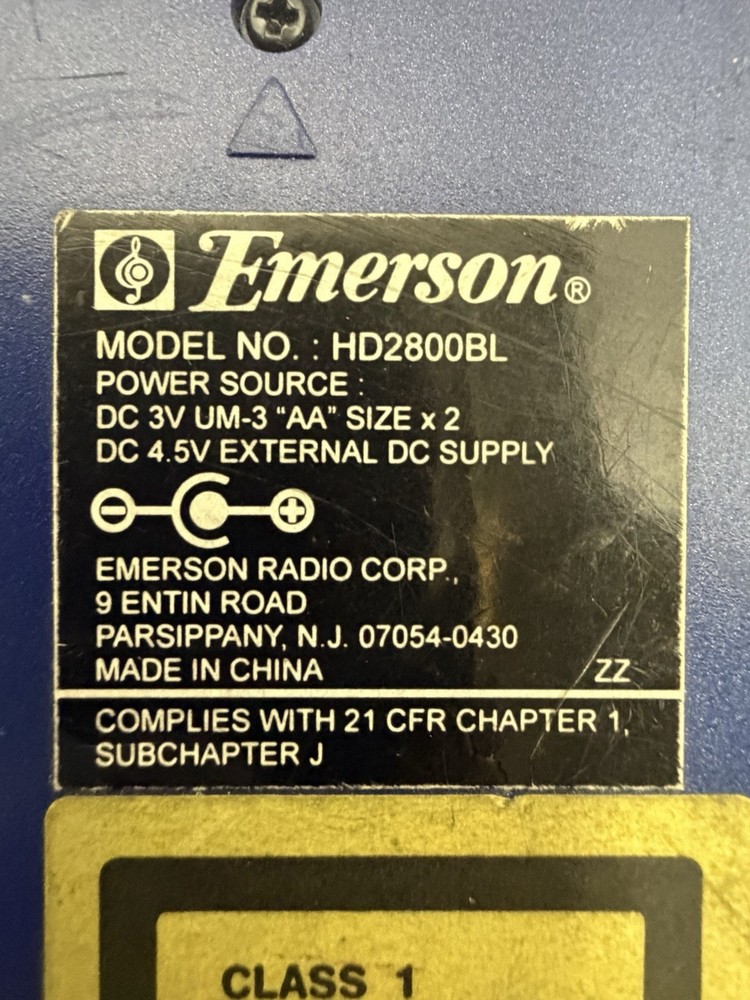 Emerson®
MODEL NO. : HD2800BL
POWER SOURCE :
DC 3V UM-3 “AA” SIZE x 2
DC 4.5V EXTERNAL DC SUPPLY
EMERSON RADIO CORP.,
9 ENTIN ROAD
PARSIPPANY, N.J. 07054-0430
MADE IN CHINA ZZ
COMPLIES WITH 21 CFR CHAPTER 1,
SUBCHAPTER J
CLASS 1